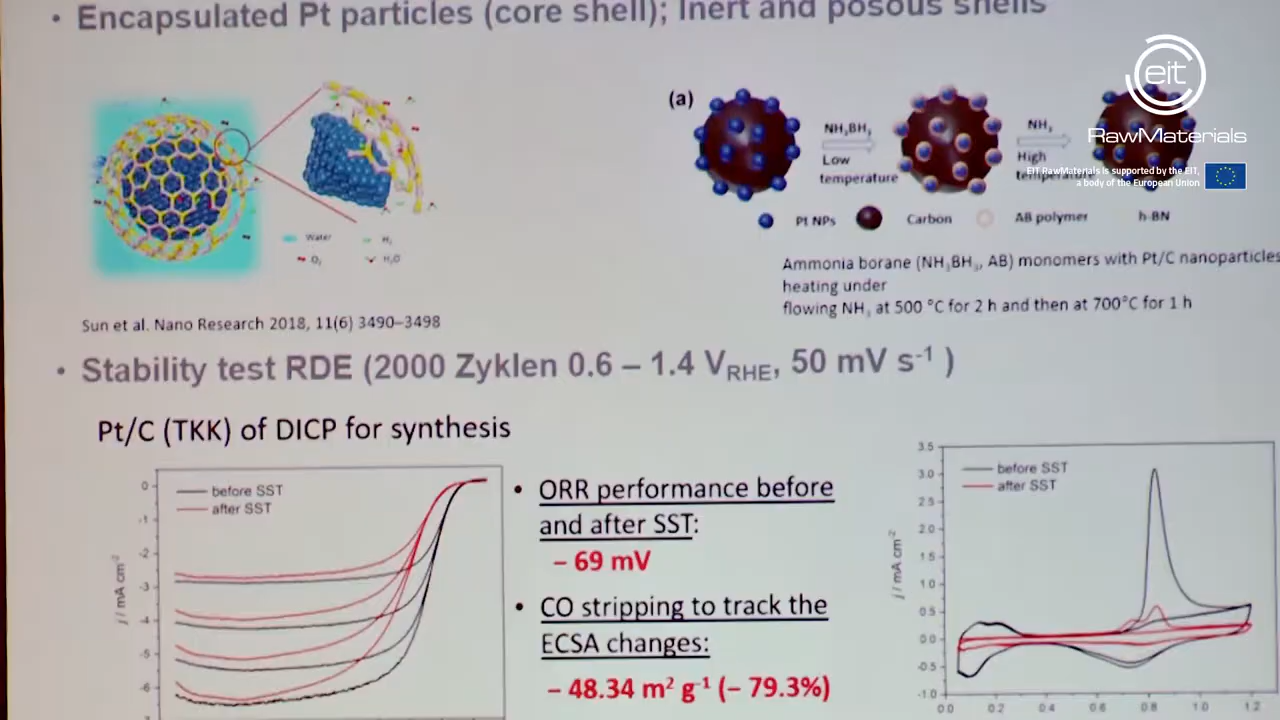 • Encapsulated Pt particles (core shell); Inert and posous shells
eit
RawMaterials
EIT RawMaterials is supported by the EIT,
a body of the European Union
(a)
NH₃BH₃
Low
temperature
NH₃
High
temperature
Pt NPs
Carbon
AB polymer
h-BN
Water
H₂
O₂
H₂O
Ammonia borane (NH₃BH₃, AB) monomers with Pt/C nanoparticles
heating under
flowing NH₃ at 500 °C for 2 h and then at 700°C for 1 h
Sun et al. Nano Research 2018, 11(6) 3490–3498
• Stability test RDE (2000 Zyklen 0.6 – 1.4 V_RHE, 50 mV s⁻¹ )
Pt/C (TKK) of DICP for synthesis
before SST
after SST
0
-1
-2
-3
-4
-5
-6
j / mA cm⁻²
• ORR performance before
and after SST:
– 69 mV
• CO stripping to track the
ECSA changes:
– 48.34 m² g⁻¹ (– 79.3%)
before SST
after SST
3.5
3.0
2.5
2.0
1.5
1.0
0.5
0.0
-0.5
-1.0
j / mA cm⁻²
0.0 0.2 0.4 0.6 0.8 1.0 1.2